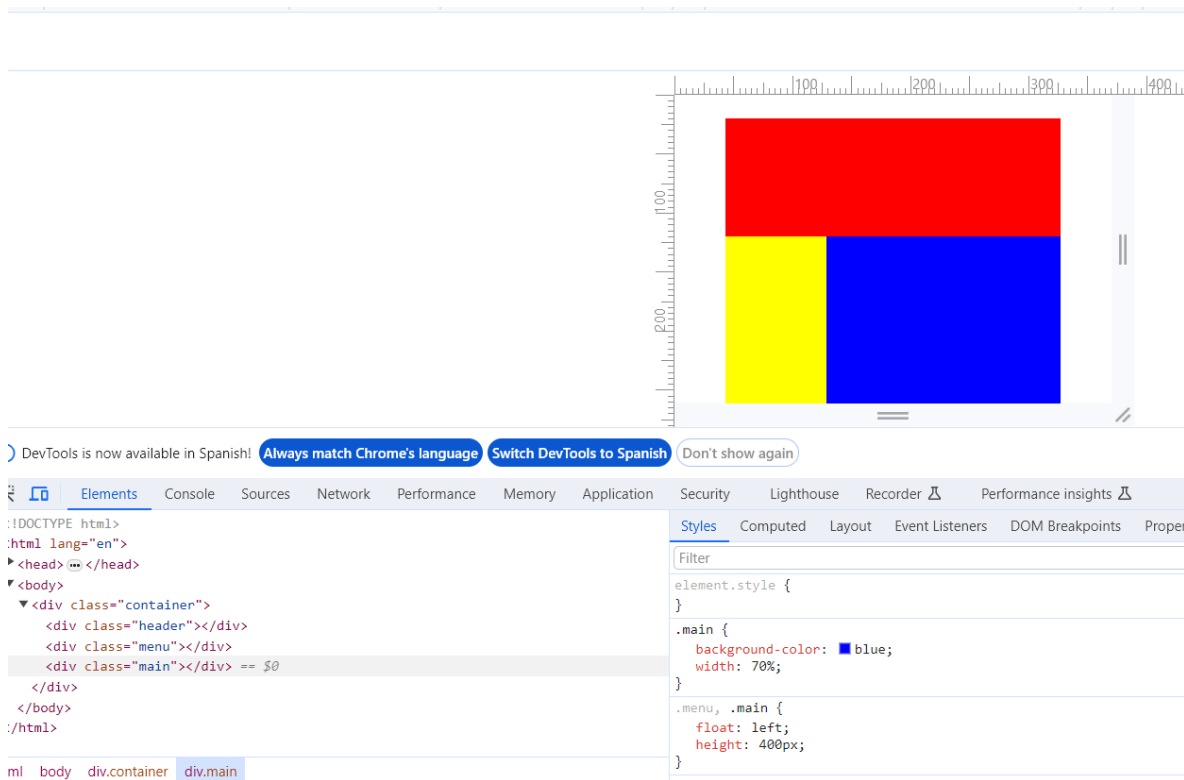 100 200 300 400
100
200
DevTools is now available in Spanish! Always match Chrome's language Switch DevTools to Spanish Don't show again
Elements Console Sources Network Performance Memory Application Security Lighthouse Recorder Performance insights
!DOCTYPE html>
html lang="en">
<head> ••• </head>
<body>
<div class="container">
<div class="header"></div>
<div class="menu"></div>
<div class="main"></div> == $0
</div>
</body>
/html>
ml body div.container div.main
Styles Computed Layout Event Listeners DOM Breakpoints Proper
Filter
element.style {
}
.main {
background-color: blue;
width: 70%;
}
.menu, .main {
float: left;
height: 400px;
}